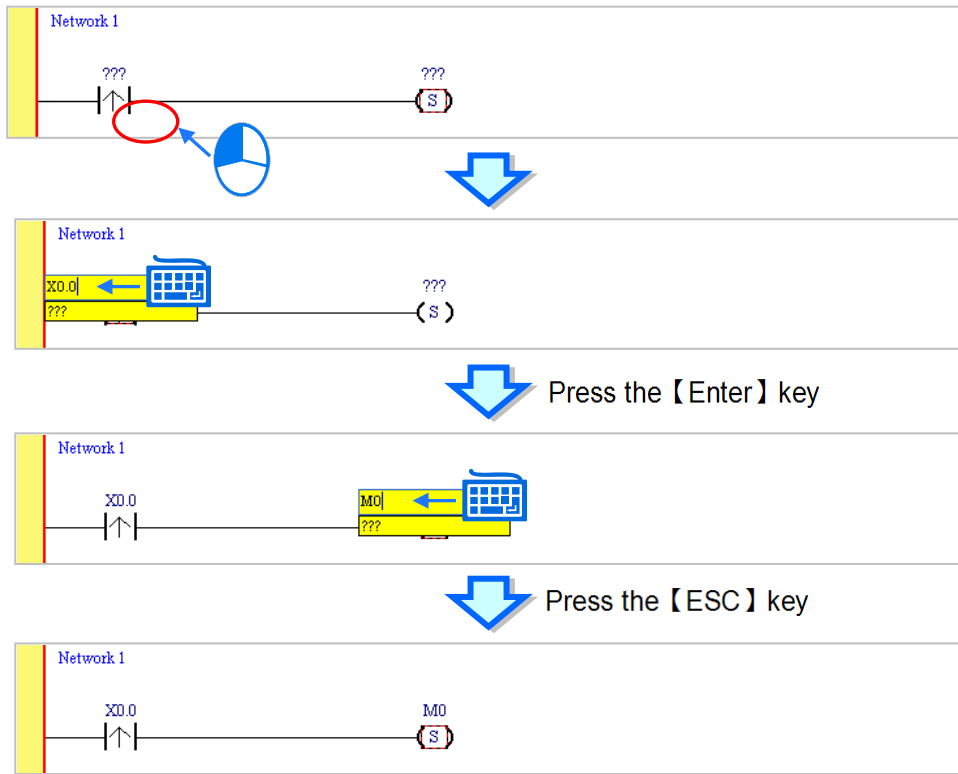 Network 1
??? ???
S
Network 1
X0.0
???
???
S
Press the【Enter】key
Network 1
X0.0
M0
???
Press the【ESC】key
Network 1
X0.0 M0
S